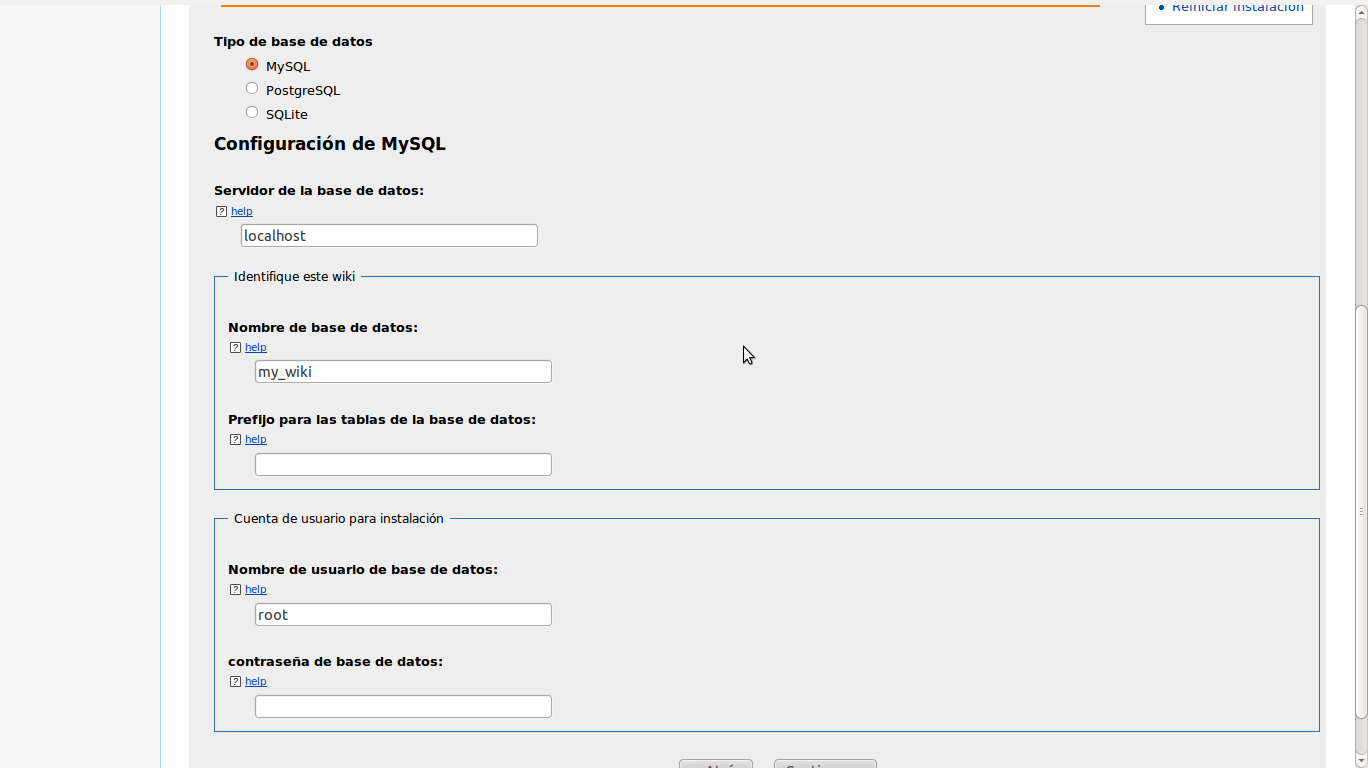 Reiniciar instalación
Tipo de base de datos
MySQL
PostgreSQL
SQLite
Configuración de MySQL
Servidor de la base de datos:
? help
localhost
Identifique este wiki
Nombre de base de datos:
? help
my_wiki
Prefijo para las tablas de la base de datos:
? help
Cuenta de usuario para instalación
Nombre de usuario de base de datos:
? help
root
contraseña de base de datos:
? help